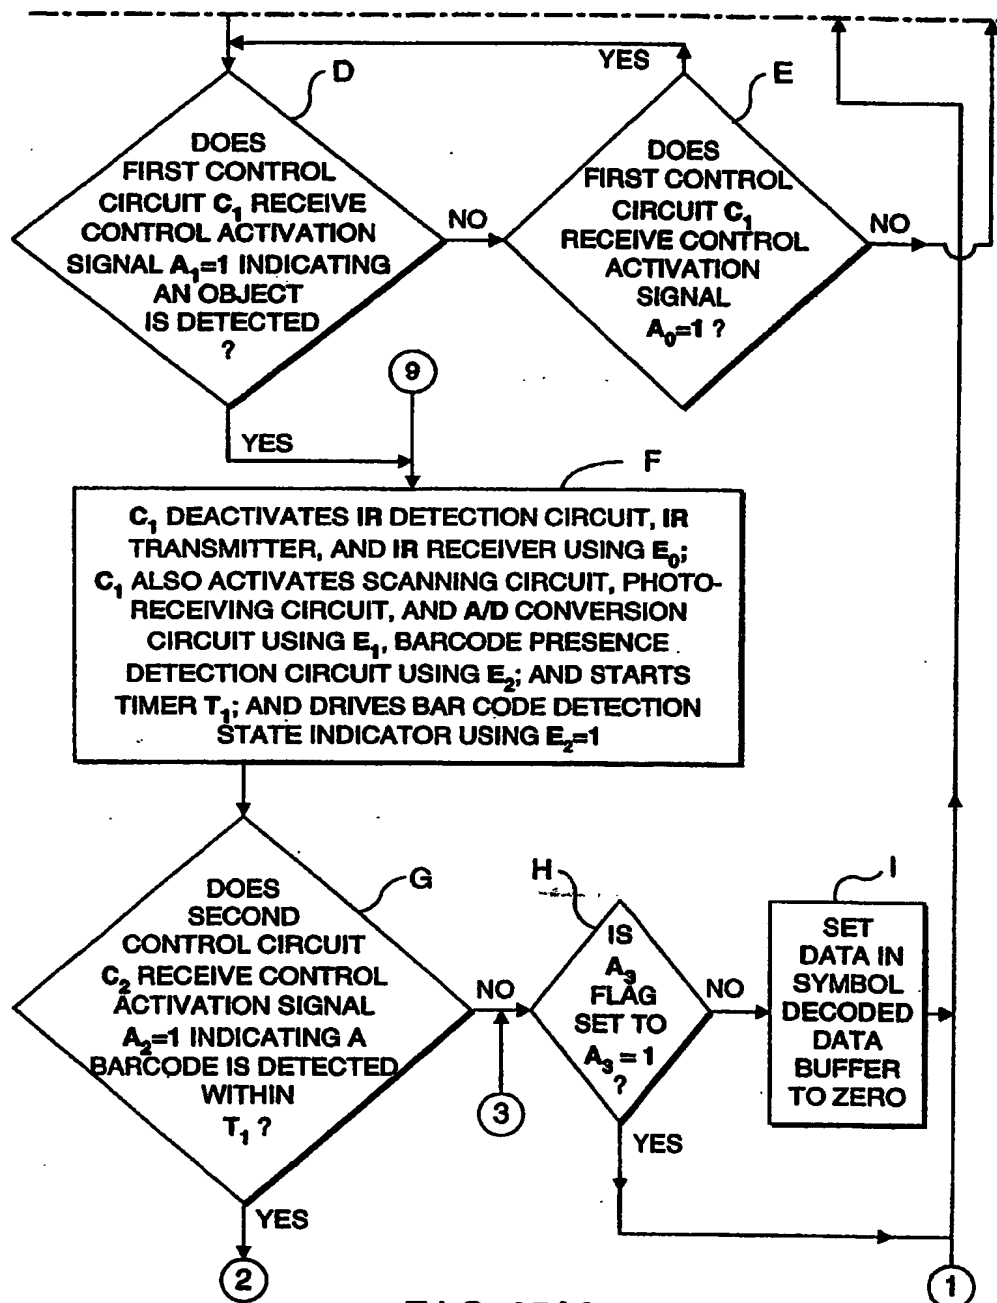 YES
D
E
DOES
FIRST CONTROL
CIRCUIT C₁ RECEIVE
CONTROL ACTIVATION
SIGNAL A₁=1 INDICATING
AN OBJECT
IS DETECTED
?
NO
DOES
FIRST CONTROL
CIRCUIT C₁
RECEIVE CONTROL
ACTIVATION
SIGNAL
A₀=1 ?
NO
9
YES
F
C₁ DEACTIVATES IR DETECTION CIRCUIT, IR
TRANSMITTER, AND IR RECEIVER USING E₀;
C₁ ALSO ACTIVATES SCANNING CIRCUIT, PHOTO-
RECEIVING CIRCUIT, AND A/D CONVERSION
CIRCUIT USING E₁, BARCODE PRESENCE
DETECTION CIRCUIT USING E₂; AND STARTS
TIMER T₁; AND DRIVES BAR CODE DETECTION
STATE INDICATOR USING E₂=1
G
H
I
DOES
SECOND
CONTROL CIRCUIT
C₂ RECEIVE CONTROL
ACTIVATION SIGNAL
A₂=1 INDICATING A
BARCODE IS DETECTED
WITHIN
T₁ ?
NO
3
IS
A₃
FLAG
SET TO
A₃ = 1
?
NO
SET
DATA IN
SYMBOL
DECODED
DATA
BUFFER
TO ZERO
YES
YES
2
1